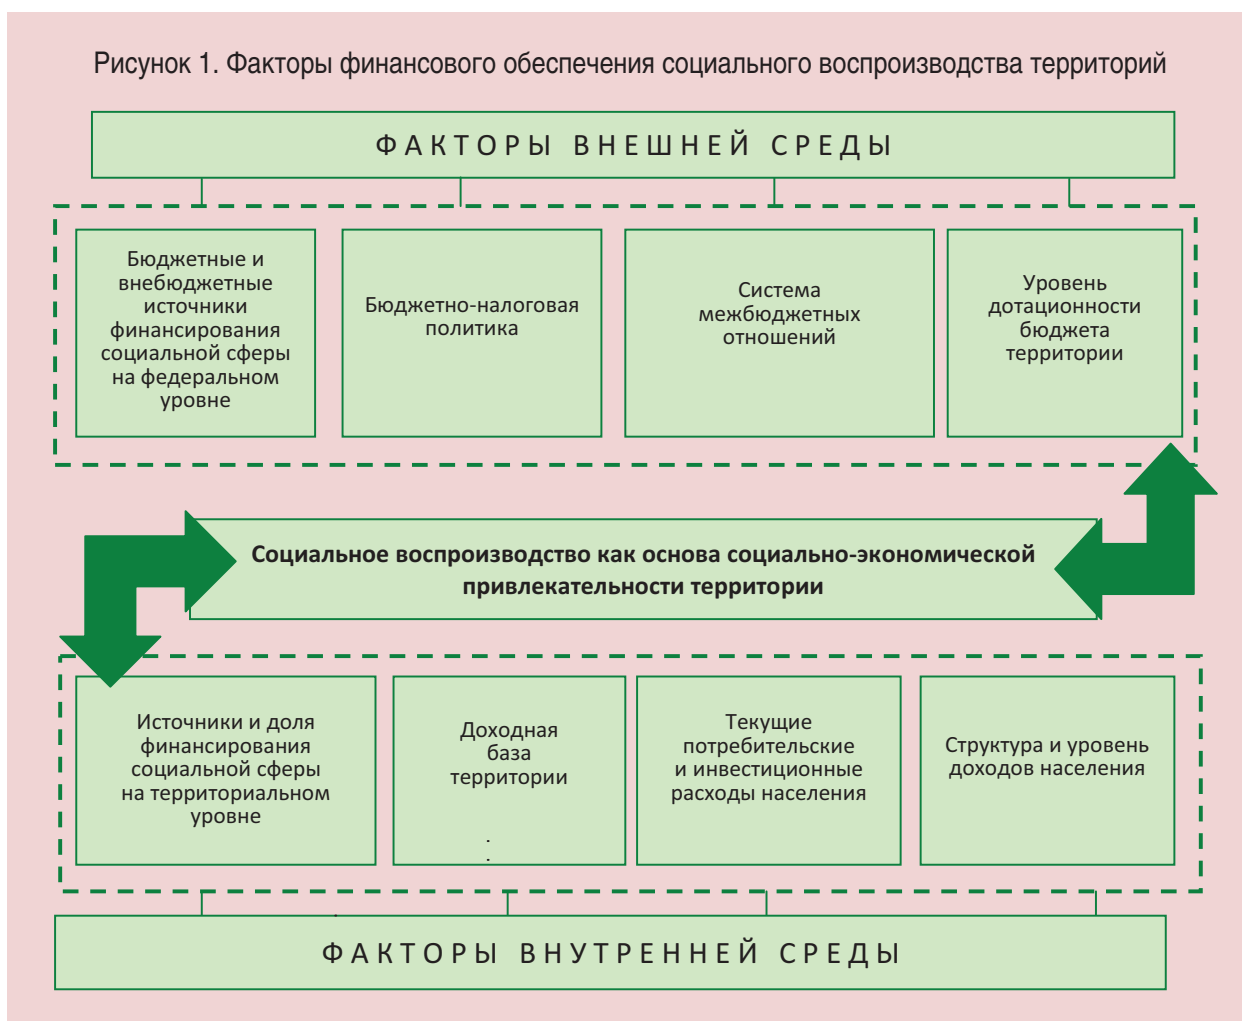 Рисунок 1. Факторы финансового обеспечения социального воспроизводства территорий
ФАКТОРЫ ВНЕШНЕЙ СРЕДЫ
Бюджетные и
внебюджетные
источники
финансирования
социальной сферы
на федеральном
уровне
Бюджетно-налоговая
политика
Система
межбюджетных
отношений
Уровень
дотационности
бюджета
территории
Социальное воспроизводство как основа социально-экономической
привлекательности территории
Источники и доля
финансирования
социальной сферы
на территориальном
уровне
Доходная
база
территории
.
.
Текущие
потребительские
и инвестиционные
расходы населения
Структура и уровень
доходов населения
ФАКТОРЫ ВНУТРЕННЕЙ СРЕДЫ